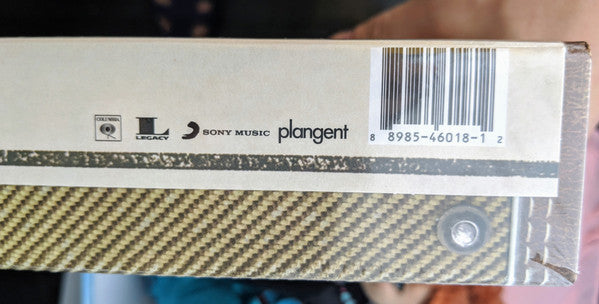 COLUMBIA
L
LEGACY
SONY MUSIC
plangent
8 8985-46018-1 2